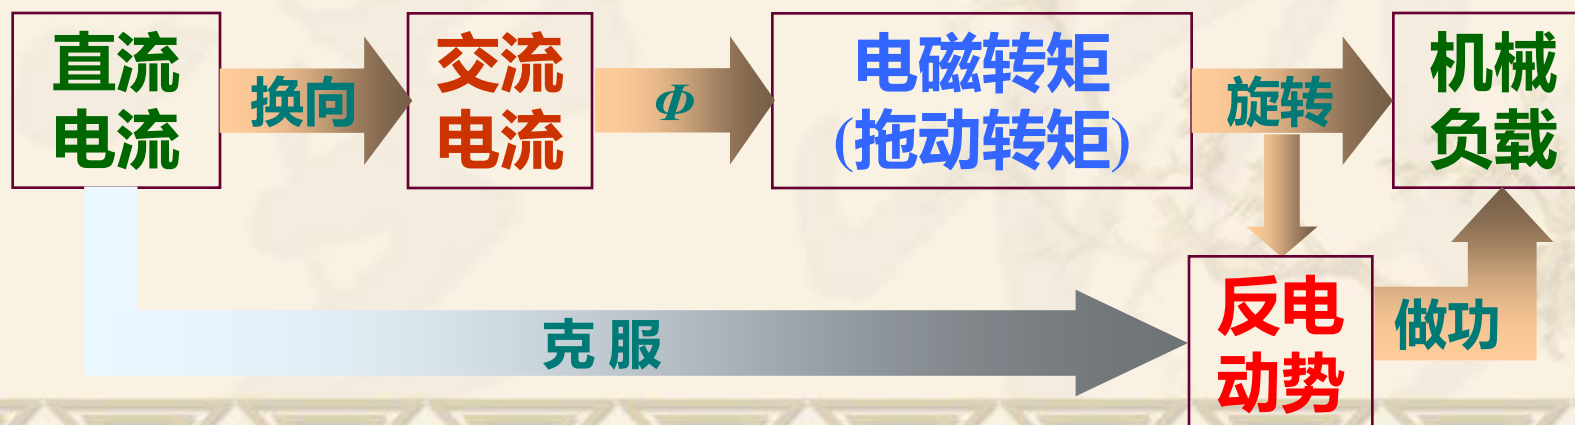 直流
电流
换向
交流
电流
Φ
电磁转矩
(拖动转矩)
旋转
机械
负载
克服
反电
动势
做功